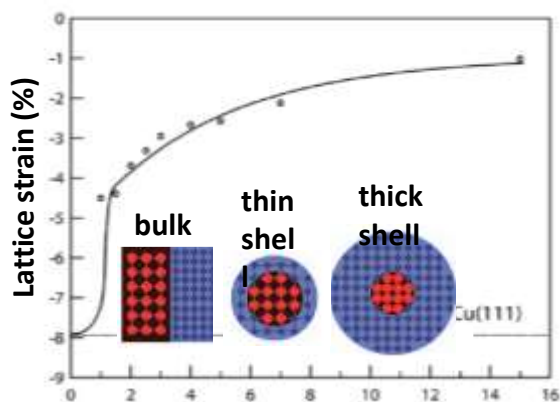 0
-1
-2
-3
-4
-5
-6
-7
-8
-9
Lattice strain (%)
bulk
thin
shel
l
thick
shell
Cu(111)
0 2 4 6 8 10 12 14 16